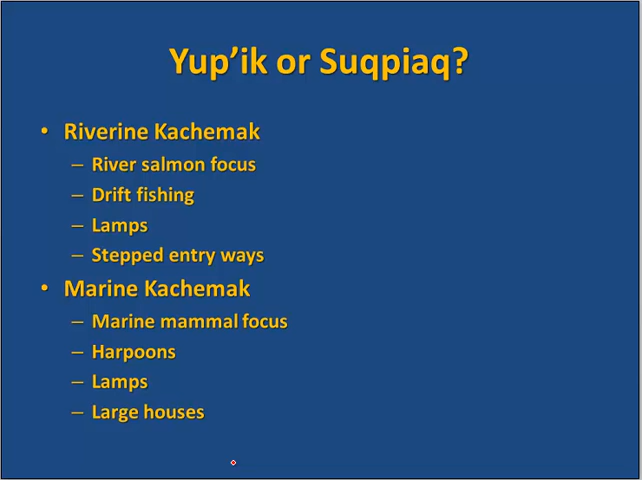 Yup’ik or Suqpiaq?
• Riverine Kachemak
– River salmon focus
– Drift fishing
– Lamps
– Stepped entry ways
• Marine Kachemak
– Marine mammal focus
– Harpoons
– Lamps
– Large houses